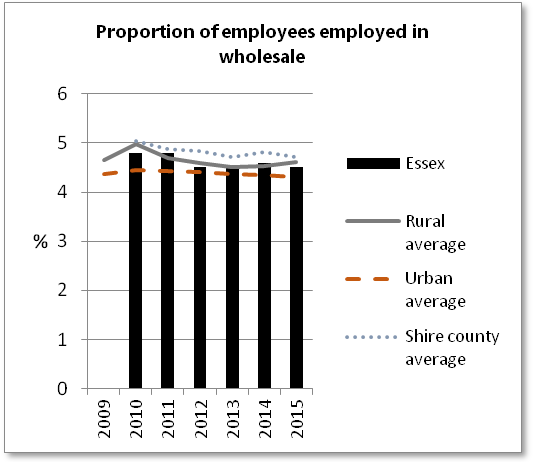 Proportion of employees employed in
wholesale
6
5
4
% 3
2
1
0
2009 2010 2011 2012 2013 2014 2015
Essex
Rural
average
Urban
average
Shire county
average